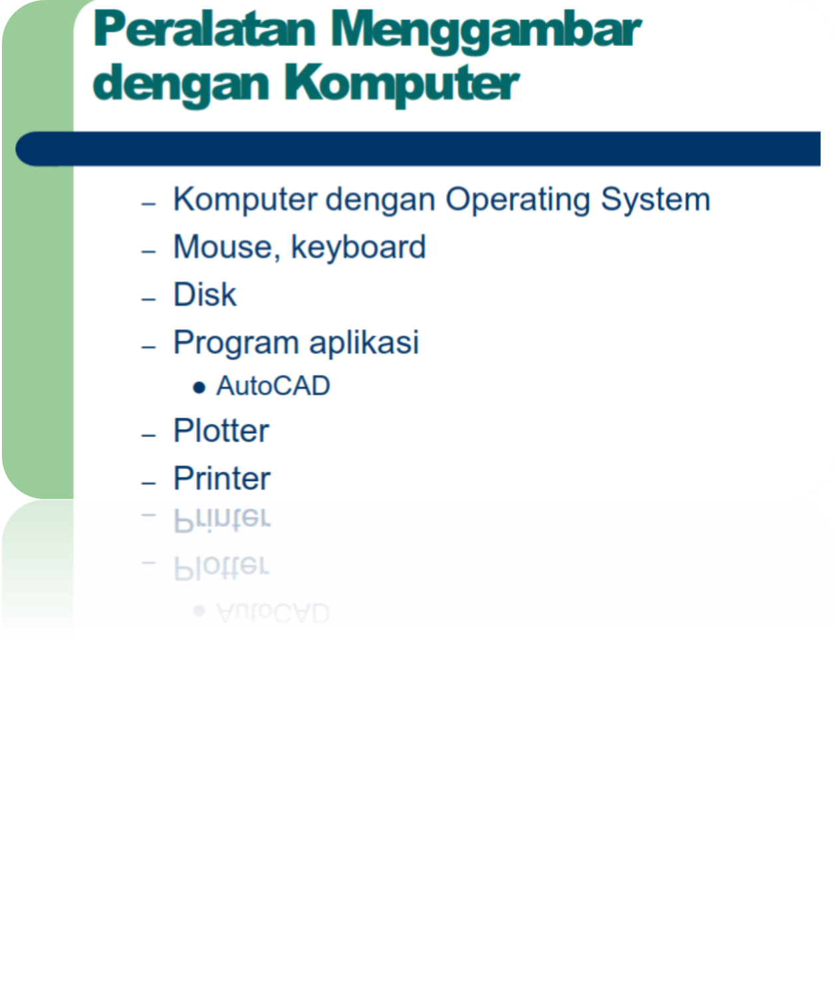 Peralatan Menggambar
dengan Komputer
– Komputer dengan Operating System
– Mouse, keyboard
– Disk
– Program aplikasi
● AutoCAD
– Plotter
– Printer